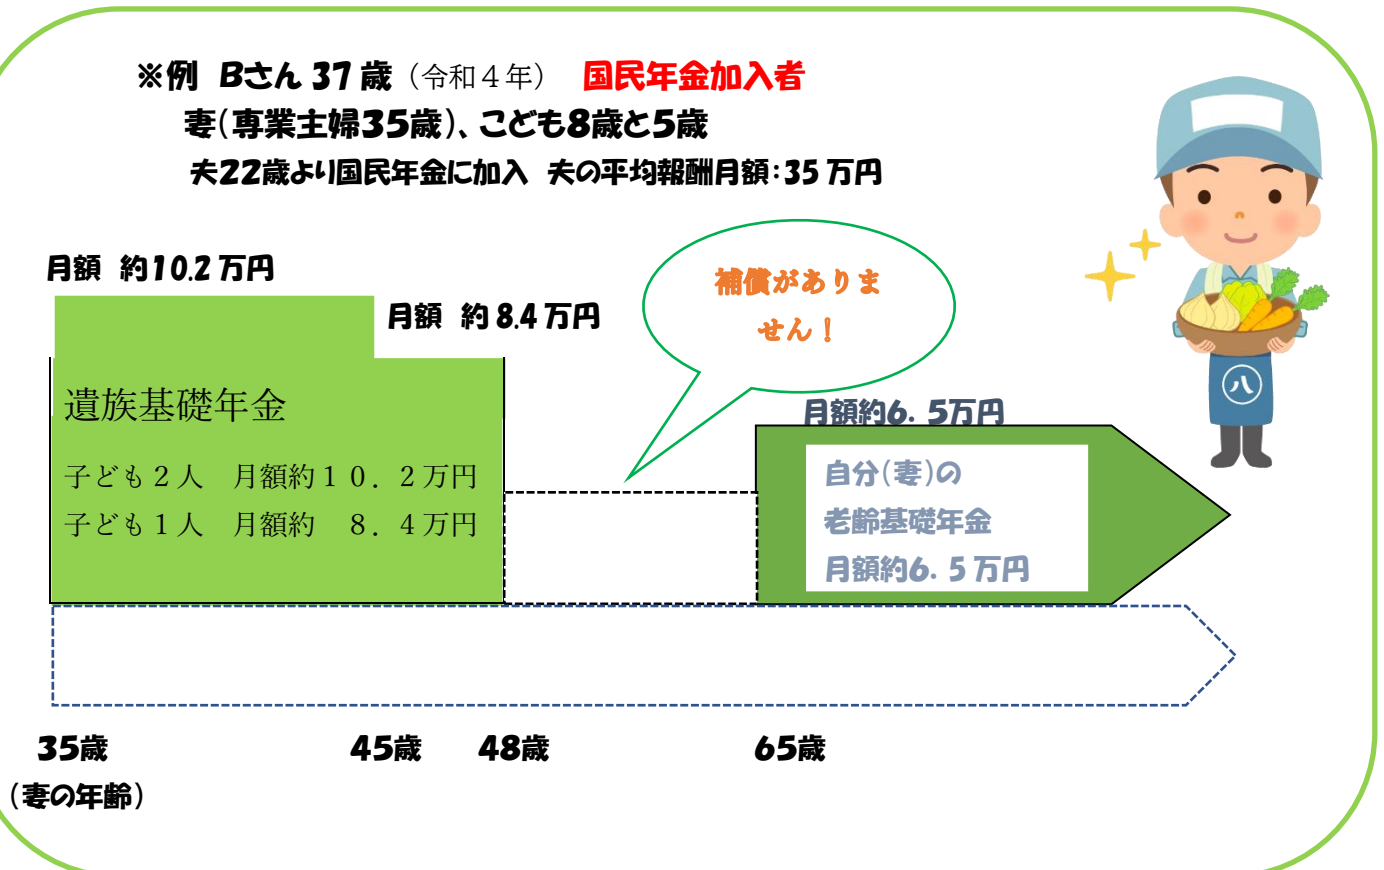 ※例 Bさん 37歳（令和４年） 国民年金加入者
妻（専業主婦35歳）、こども8歳と5歳
夫22歳より国民年金に加入 夫の平均報酬月額：35万円
月額 約10.2万円
月額 約8.4万円
補償がありま
せん！
遺族基礎年金
子ども２人 月額約１０．２万円
子ども１人 月額約 ８．４万円
月額約6．5万円
自分（妻）の
老齢基礎年金
月額約6．5万円
八
35歳 45歳 48歳 65歳
（妻の年齢）